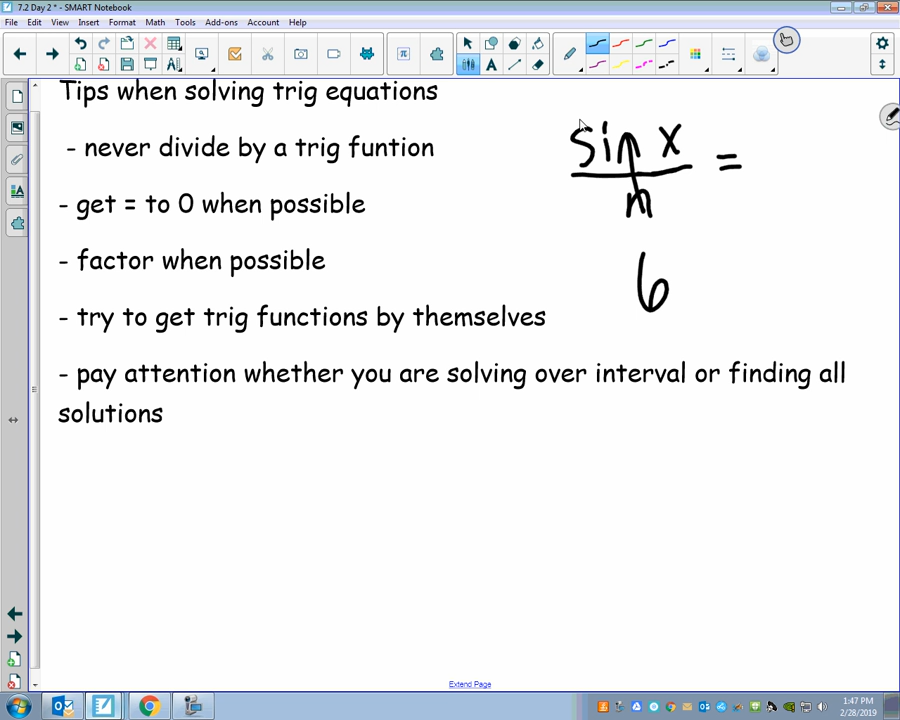 7.2 Day 2 * - SMART Notebook
File Edit View Insert Format Math Tools Add-ons Account Help
Tips when solving trig equations
- never divide by a trig funtion
- get = to 0 when possible
- factor when possible
- try to get trig functions by themselves
- pay attention whether you are solving over interval or finding all
solutions
sin x =
n
6
Extend Page
1:47 PM
2/28/2019